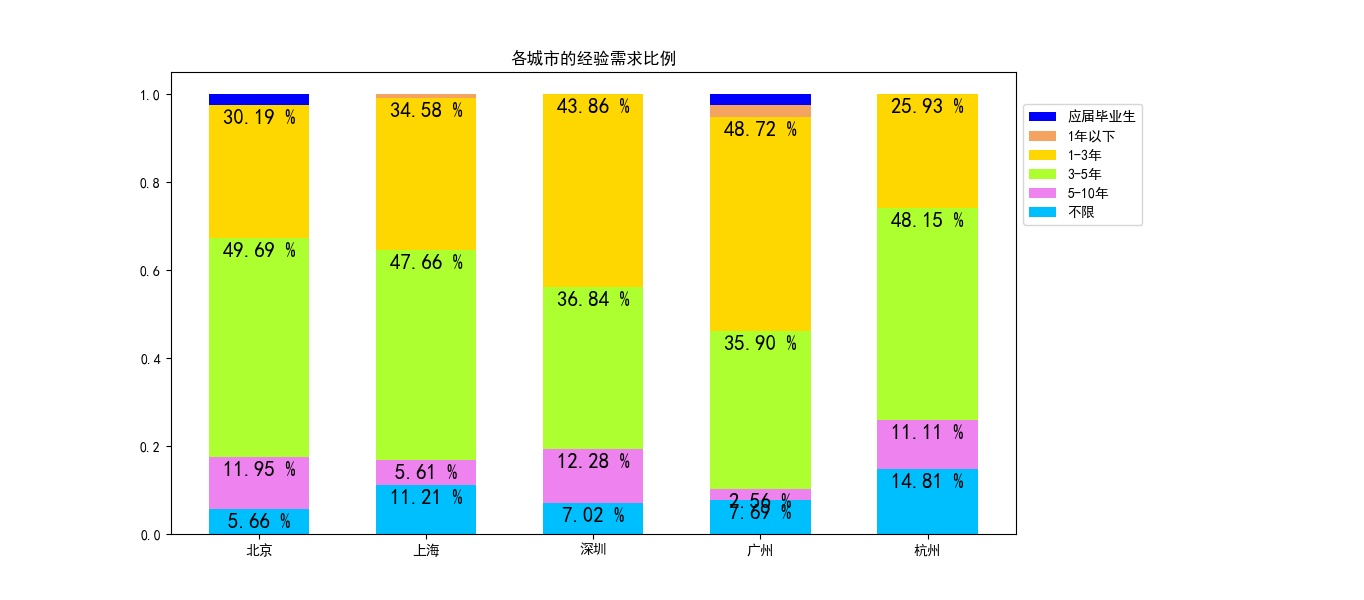 各城市的经验需求比例
1.0
0.8
0.6
0.4
0.2
0.0
30.19 %
49.69 %
11.95 %
5.66 %
34.58 %
47.66 %
5.61 %
11.21 %
43.86 %
36.84 %
12.28 %
7.02 %
48.72 %
35.90 %
2.56 %
7.69 %
25.93 %
48.15 %
11.11 %
14.81 %
北京
上海
深圳
广州
杭州
应届毕业生
1年以下
1-3年
3-5年
5-10年
不限